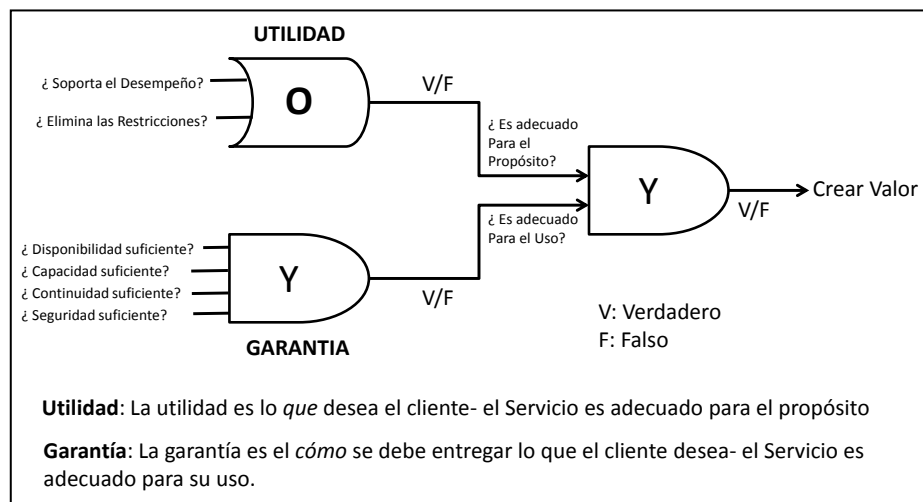 UTILIDAD
¿ Soporta el Desempeño?
¿ Elimina las Restricciones?
O
V/F
¿ Es adecuado
Para el
Propósito?
Y
V/F
Crear Valor
¿ Es adecuado
Para el Uso?
¿ Disponibilidad suficiente?
¿ Capacidad suficiente?
¿ Continuidad suficiente?
¿ Seguridad suficiente?
Y
V/F
GARANTIA
V: Verdadero
F: Falso
Utilidad: La utilidad es lo que desea el cliente- el Servicio es adecuado para el propósito
Garantía: La garantía es el cómo se debe entregar lo que el cliente desea- el Servicio es
adecuado para su uso.